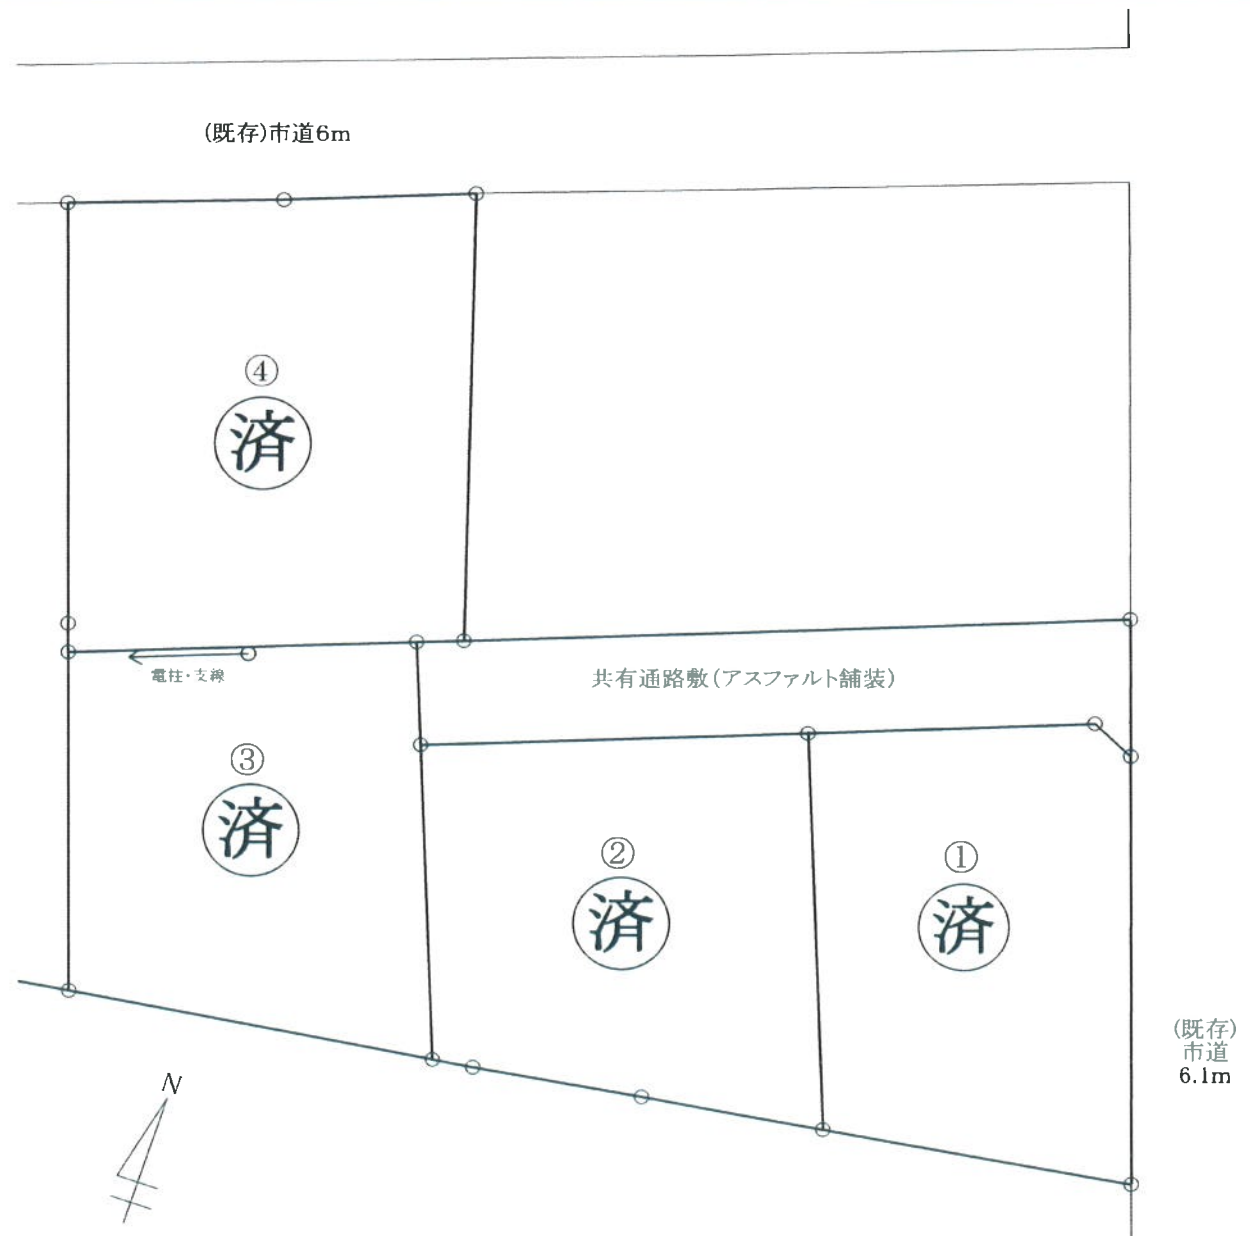 (既存)市道6m
④
済
電柱・支線
共有通路敷(アスファルト舗装)
③
済
②
済
①
済
(既存)
市道
6.1m
N